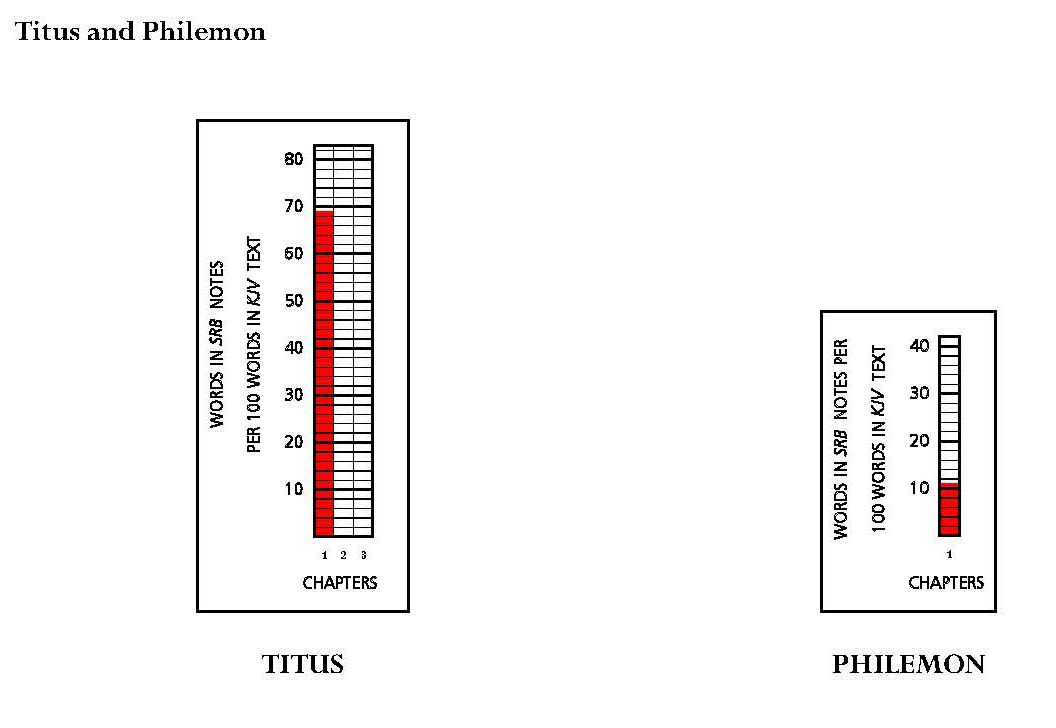 Titus and Philemon
WORDS IN SRB NOTES
PER 100 WORDS IN KJV TEXT
80
70
60
50
40
30
20
10
1 2 3
CHAPTERS
TITUS
WORDS IN SRB NOTES PER
100 WORDS IN KJV TEXT
40
30
20
10
1
CHAPTERS
PHILEMON